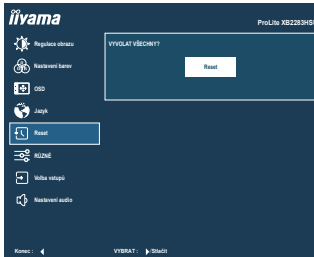 iiyama
ProLite XB2283HSU
Regulace obrazu
VYVOLAT VŠECHNY?
Nastavení barev
Reset
OSD
Jazyk
Reset
RŮZNÉ
Volba vstupů
Nastavení audio
Konec :
VYBRAT : /Stlačit